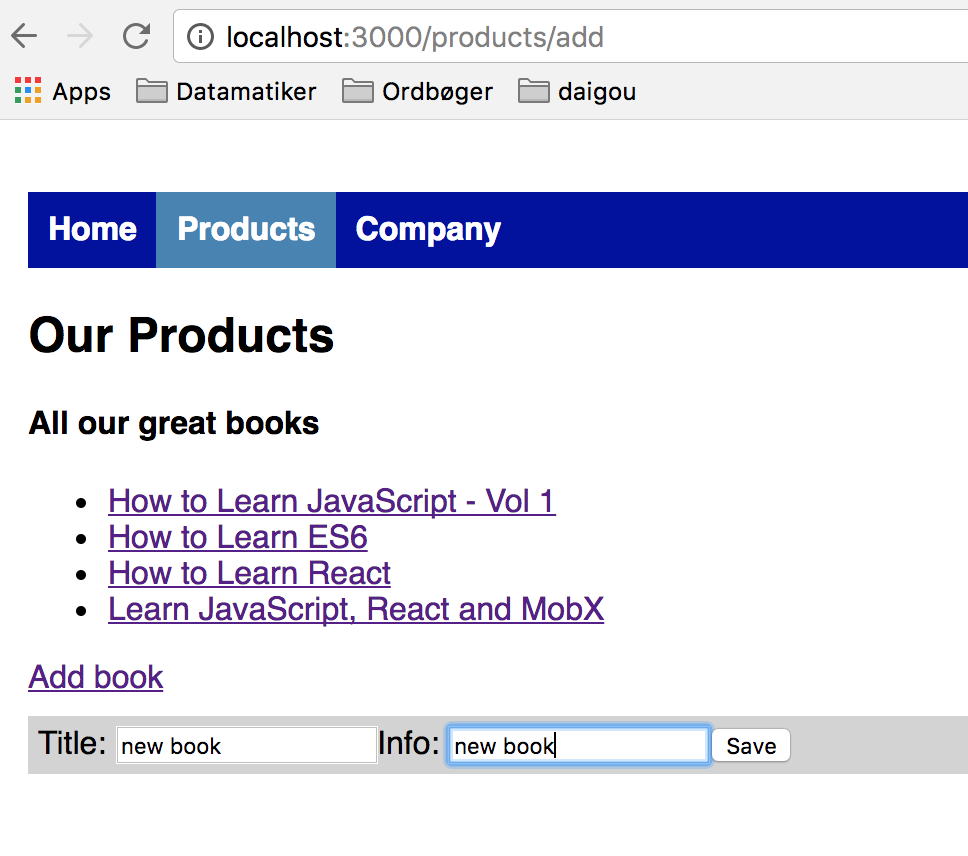 localhost:3000/products/add
Apps Datamatiker Ordbøger daigou
Home Products Company
Our Products
All our great books
How to Learn JavaScript - Vol 1
How to Learn ES6
How to Learn React
Learn JavaScript, React and MobX
Add book
Title: new book Info: new book Save